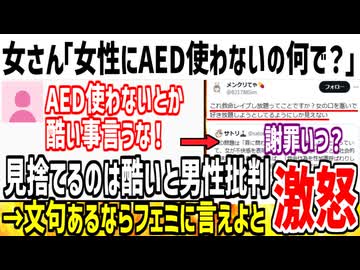 女さん「女性にAED使わないの何で？」
AED使わないとか
酷い事言うな！
メンクリてゃ
@B2J7MSim
これ救命レイプし放題ってことですか？女の口を塞いで
好き放題しようとしてるようにしか見えない
サトリ
謝罪いつ？
見捨てるのは酷いと男性批判
→文句あるならフェミに言えよと
激怒